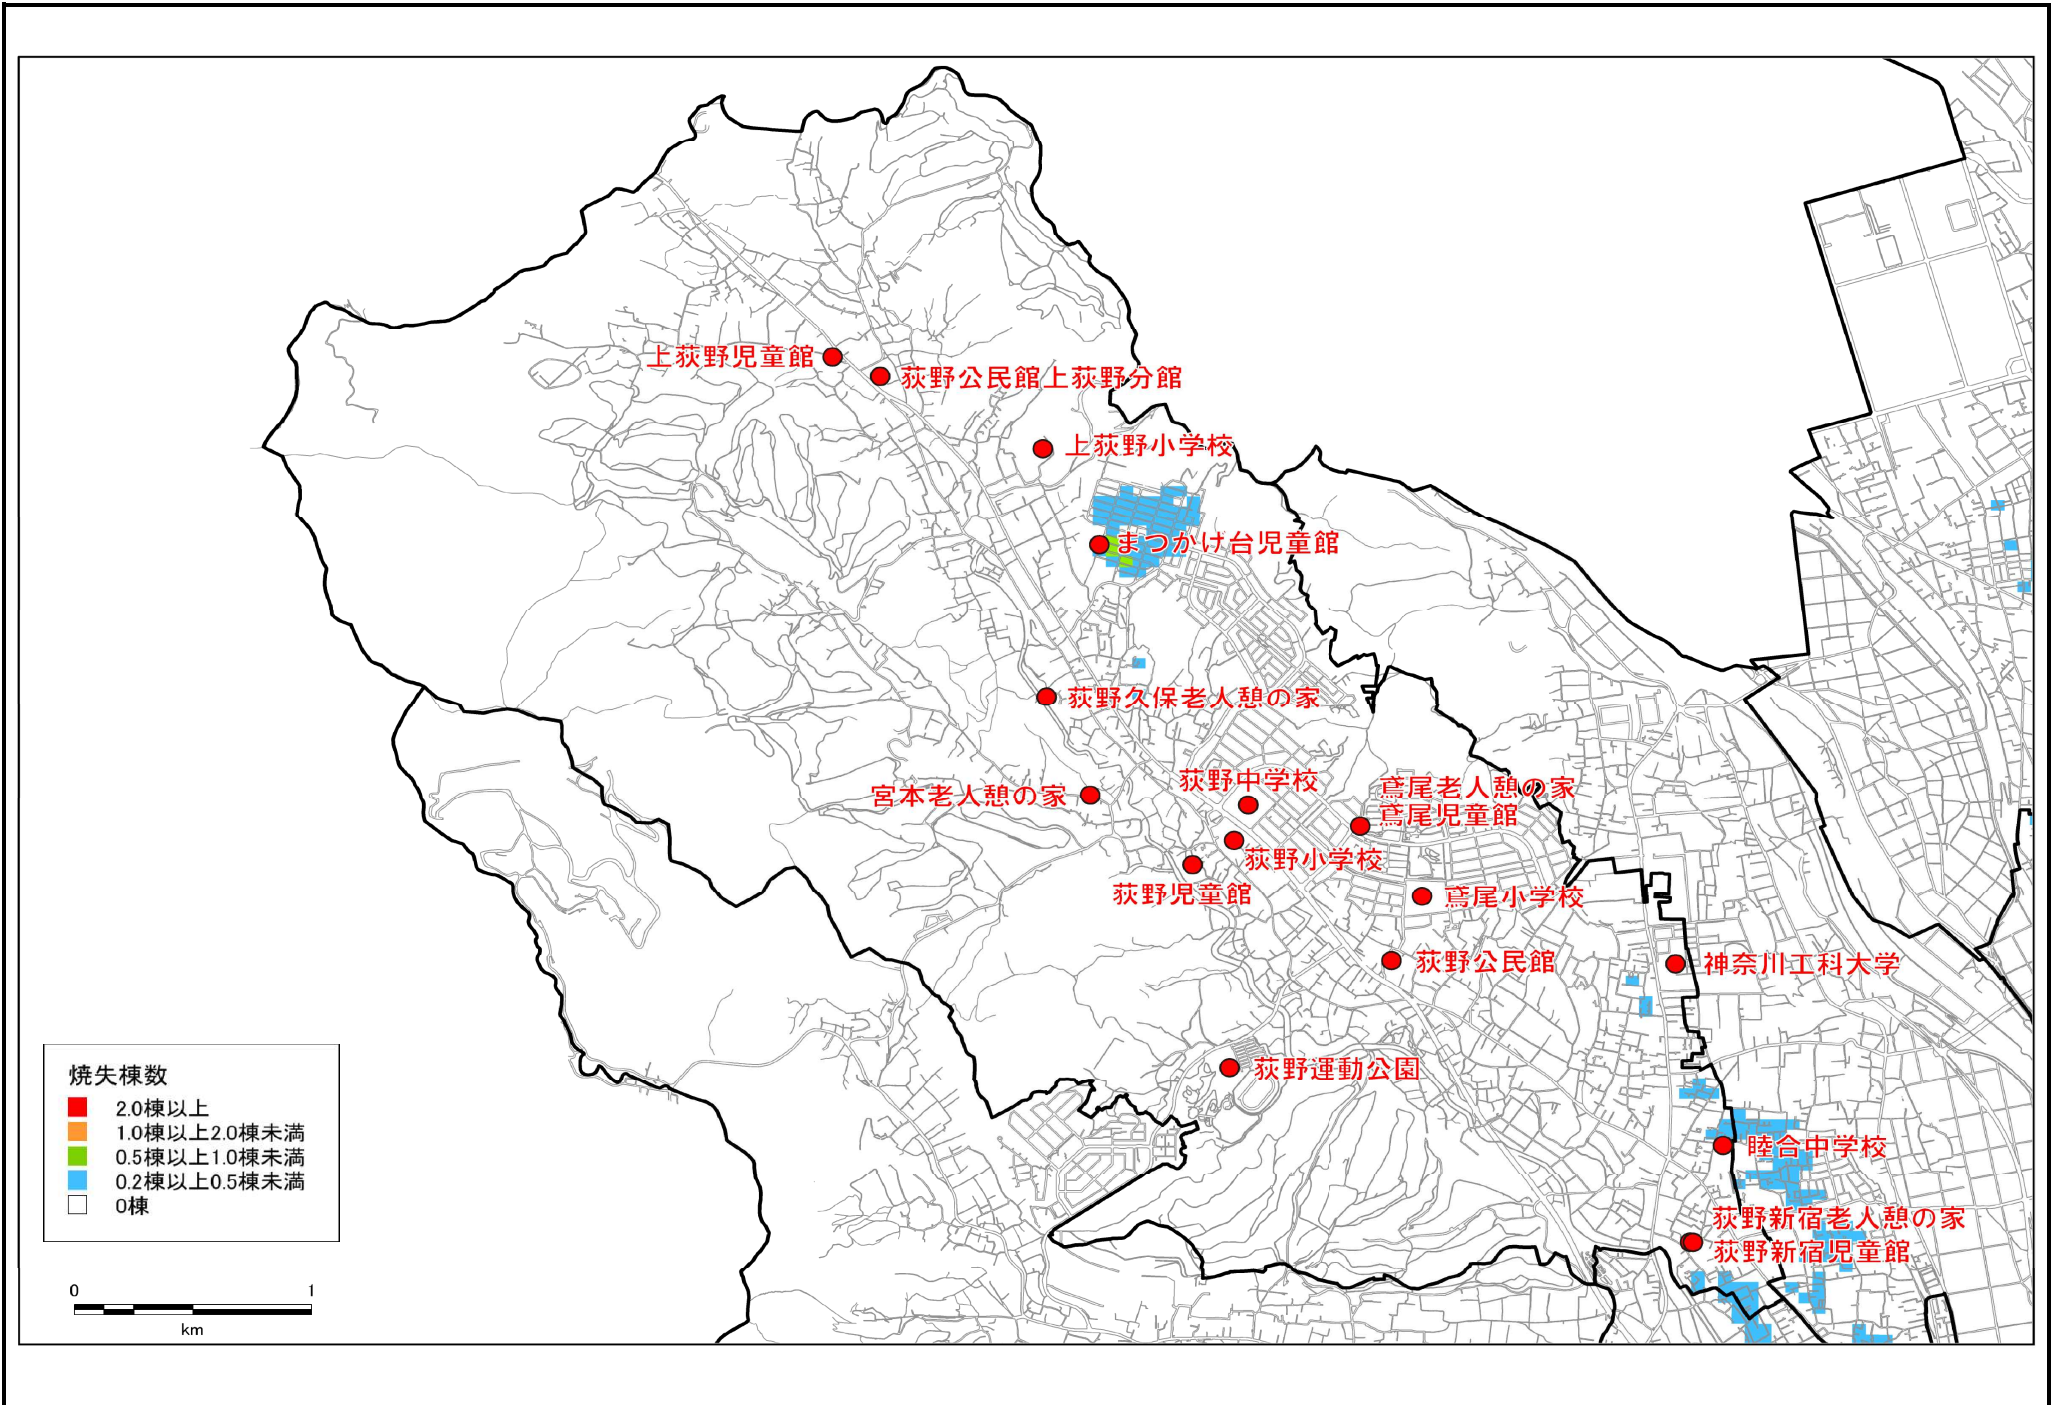 上荻野児童館
荻野公民館上荻野分館
上荻野小学校
まつかげ台児童館
荻野久保老人憩の家
宮本老人憩の家
荻野中学校
鳶尾老人憩の家
鳶尾児童館
荻野小学校
荻野児童館
鳶尾小学校
荻野公民館
神奈川工科大学
荻野運動公園
睦合中学校
荻野新宿老人憩の家
荻野新宿児童館
焼失棟数
2.0棟以上
1.0棟以上2.0棟未満
0.5棟以上1.0棟未満
0.2棟以上0.5棟未満
0棟
0 1
km